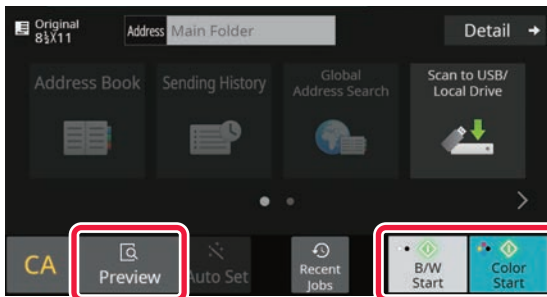 Original
8½X11
Address
Main Folder
Detail
Address Book
Sending History
Global
Address Search
Scan to USB/
Local Drive
CA
Preview
Auto Set
Recent
Jobs
B/W
Start
Color
Start